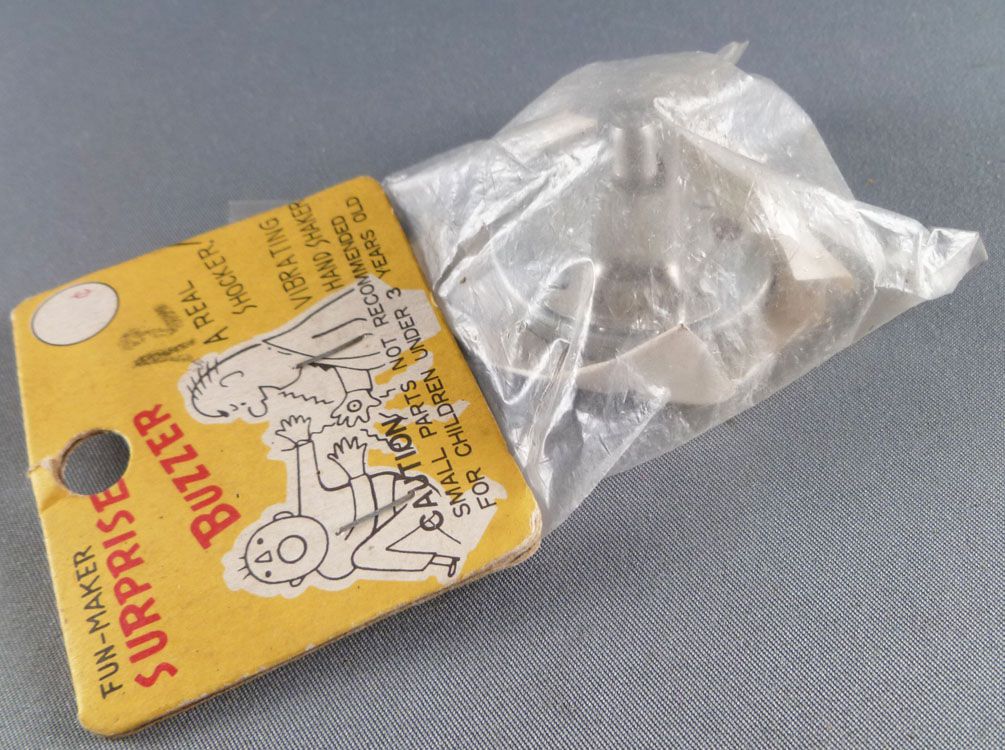 FUN-MAKER
SURPRISE
BUZZER
A REAL
SHOCKER!
VIBRATING
HAND SHAKER
CAUTION
SMALL PARTS NOT RECOMMENDED
FOR CHILDREN UNDER 3 YEARS OLD